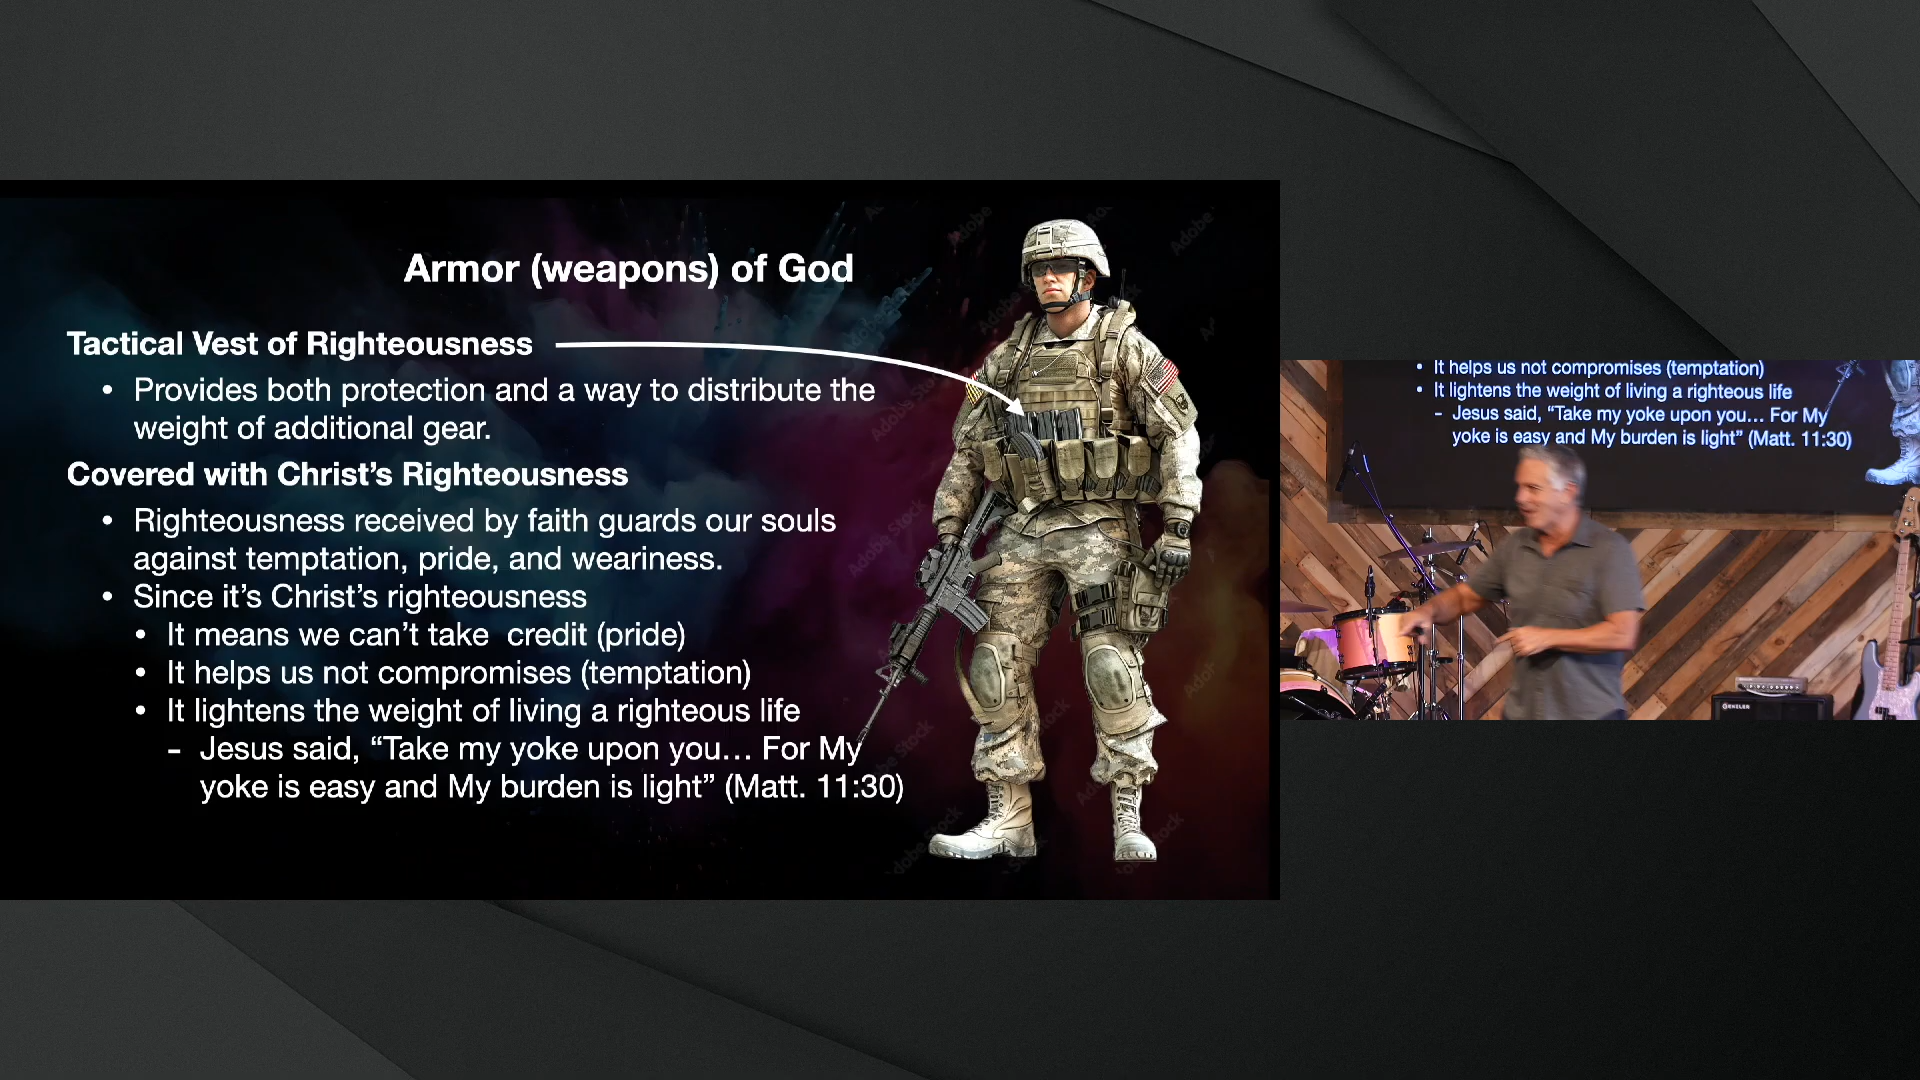 Armor (weapons) of God
Tactical Vest of Righteousness
• Provides both protection and a way to distribute the
weight of additional gear.
Covered with Christ's Righteousness
• Righteousness received by faith guards our souls
against temptation, pride, and weariness.
• Since it's Christ's righteousness
• It means we can't take credit (pride)
• It helps us not compromises (temptation)
• It lightens the weight of living a righteous life
- Jesus said, “Take my yoke upon you… For My
yoke is easy and My burden is light” (Matt. 11:30)
• It helps us not compromises (temptation)
• It lightens the weight of living a righteous life
- Jesus said, “Take my yoke upon you… For My
yoke is easy and My burden is light” (Matt. 11:30)
GENZLER
Adobe Stock
Adobe Stock